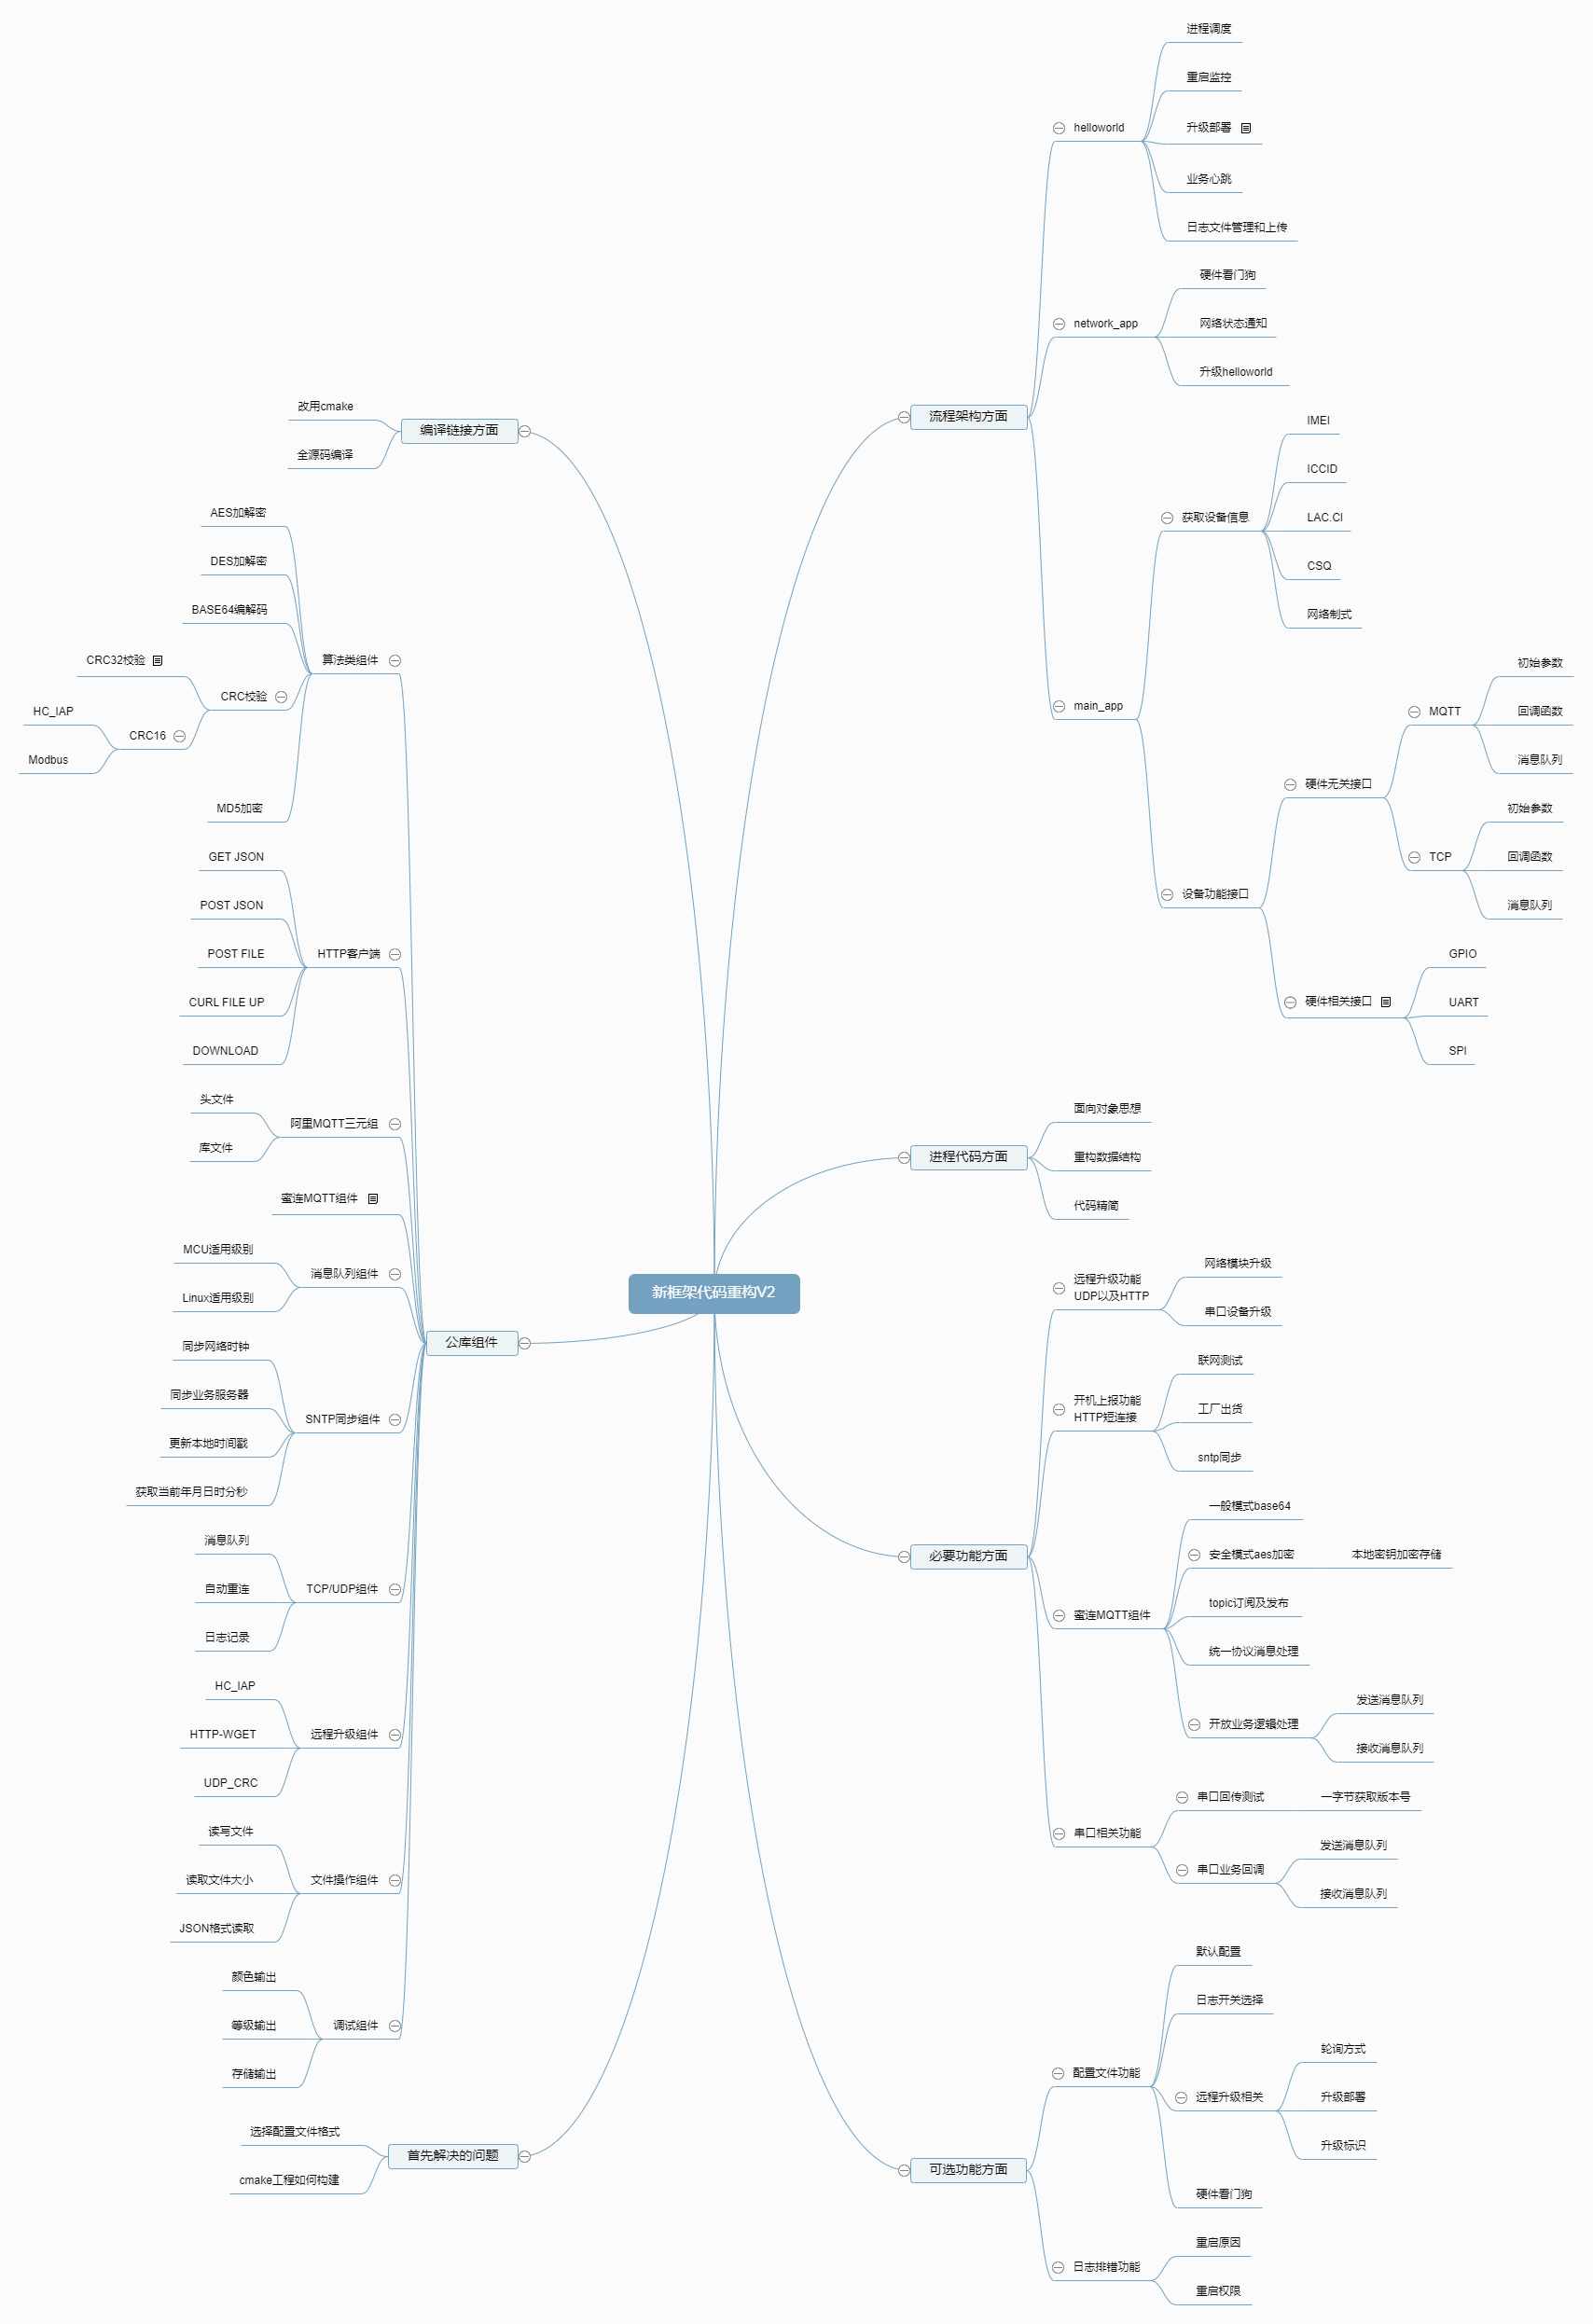 新框架代码重构V2
流程架构方面
helloworld
进程调度
重启监控
升级部署
业务心跳
日志文件管理和上传
network_app
硬件看门狗
网络状态通知
升级helloworld
main_app
获取设备信息
IMEI
ICCID
LAC.CI
CSQ
网络制式
设备功能接口
硬件无关接口
MQTT
初始参数
回调函数
消息队列
TCP
初始参数
回调函数
消息队列
硬件相关接口
GPIO
UART
SPI
进程代码方面
面向对象思想
重构数据结构
代码精简
必要功能方面
远程升级功能
UDP以及HTTP
网络模块升级
串口设备升级
开机上报功能
HTTP短连接
联网测试
工厂出货
sntp同步
蜜连MQTT组件
一般模式base64
安全模式aes加密
本地密钥加密存储
topic订阅及发布
统一协议消息处理
开放业务逻辑处理
发送消息队列
接收消息队列
串口相关功能
串口回传测试
一字节获取版本号
串口业务回调
发送消息队列
接收消息队列
可选功能方面
配置文件功能
默认配置
日志开关选择
远程升级相关
轮询方式
升级部署
升级标识
硬件看门狗
日志排错功能
重启原因
重启权限
编译链接方面
改用cmake
全源码编译
公库组件
算法类组件
AES加解密
DES加解密
BASE64编解码
CRC校验
CRC32校验
CRC16
HC_IAP
Modbus
MD5加密
HTTP客户端
GET JSON
POST JSON
POST FILE
CURL FILE UP
DOWNLOAD
阿里MQTT三元组
头文件
库文件
蜜连MQTT组件
消息队列组件
MCU适用级别
Linux适用级别
SNTP同步组件
同步网络时钟
同步业务服务器
更新本地时间戳
获取当前年月日时分秒
TCP/UDP组件
消息队列
自动重连
日志记录
远程升级组件
HC_IAP
HTTP-WGET
UDP_CRC
文件操作组件
读写文件
读取文件大小
JSON格式读取
调试组件
颜色输出
等级输出
存储输出
首先解决的问题
选择配置文件格式
cmake工程如何构建